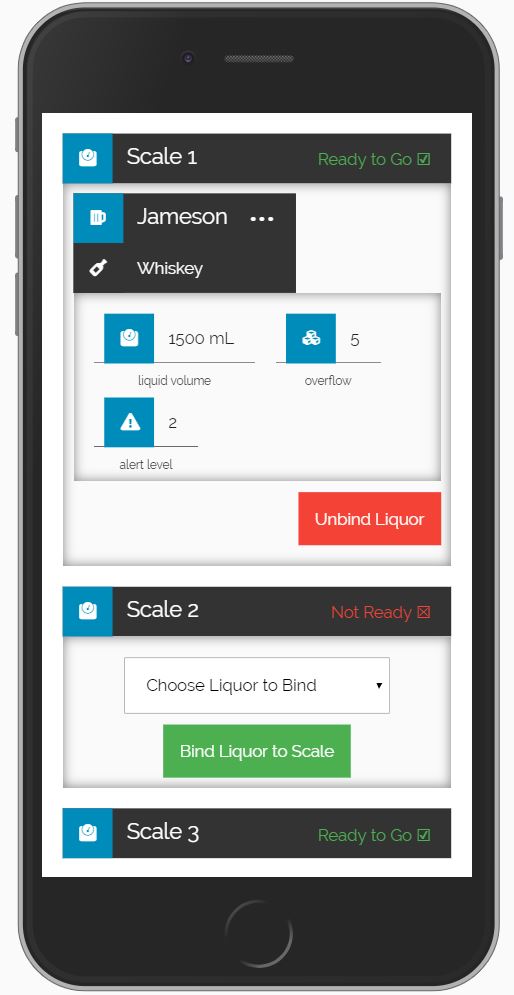 Scale 1
Ready to Go ☑
Jameson •••
Whiskey
1500 mL
5
liquid volume
overflow
2
alert level
Unbind Liquor
Scale 2
Not Ready ☒
Choose Liquor to Bind
Bind Liquor to Scale
Scale 3
Ready to Go ☑